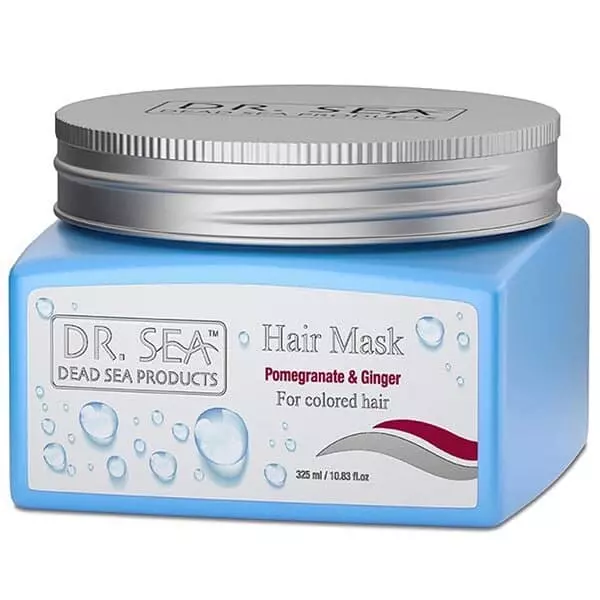 DR. SEA
DEAD SEA PRODUCTS
DR. SEA™
DEAD SEA PRODUCTS
Hair Mask
Pomegranate & Ginger
For colored hair
325 ml / 10.83 fl.oz